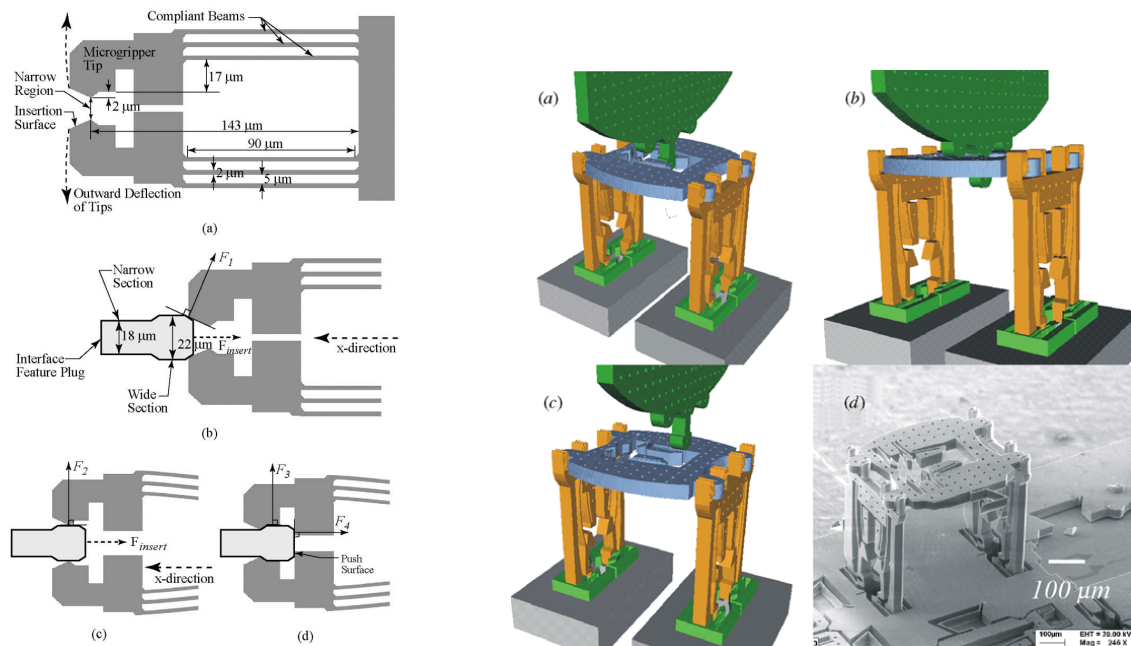 Compliant Beams
Microgripper
Tip
17 μm
Narrow
Region
2 μm
Insertion
Surface
143 μm
90 μm
2 μm
5 μm
Outward Deflection
of Tips
(a)
Narrow
Section
F1
18 μm
22 μm
Finsert
x-direction
Interface
Feature Plug
Wide
Section
(b)
F2
Finsert
x-direction
(c)
F3
F4
Push
Surface
(d)
(a)
(b)
(c)
(d)
100 μm
100μm
EHT = 20.00 kV
Mag = 246 X